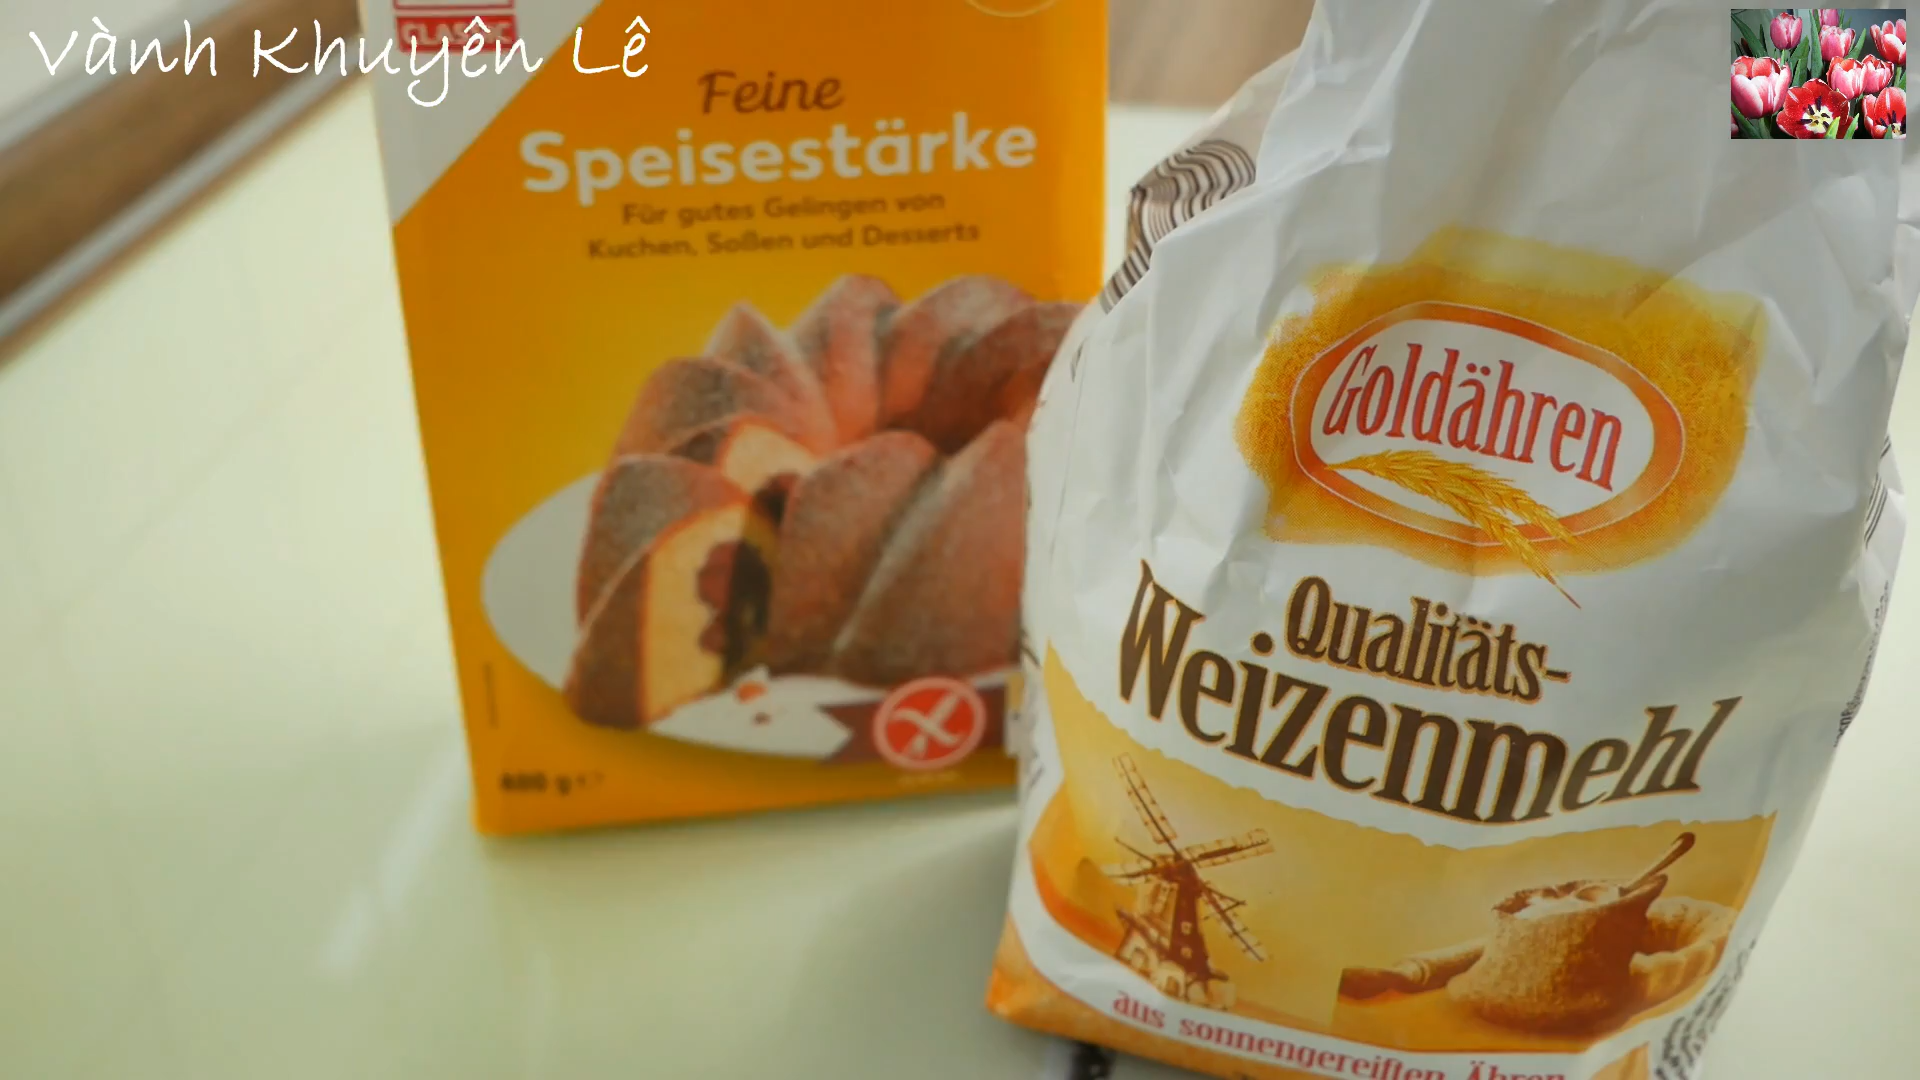 Vành Khuyên Lê
CLASSIC
Feine
Speisestärke
Für gutes Gelingen von
Kuchen, Soßen und Desserts
Goldähren
Qualitäts-
Weizenmehl
aus sonnengereiften Ähren